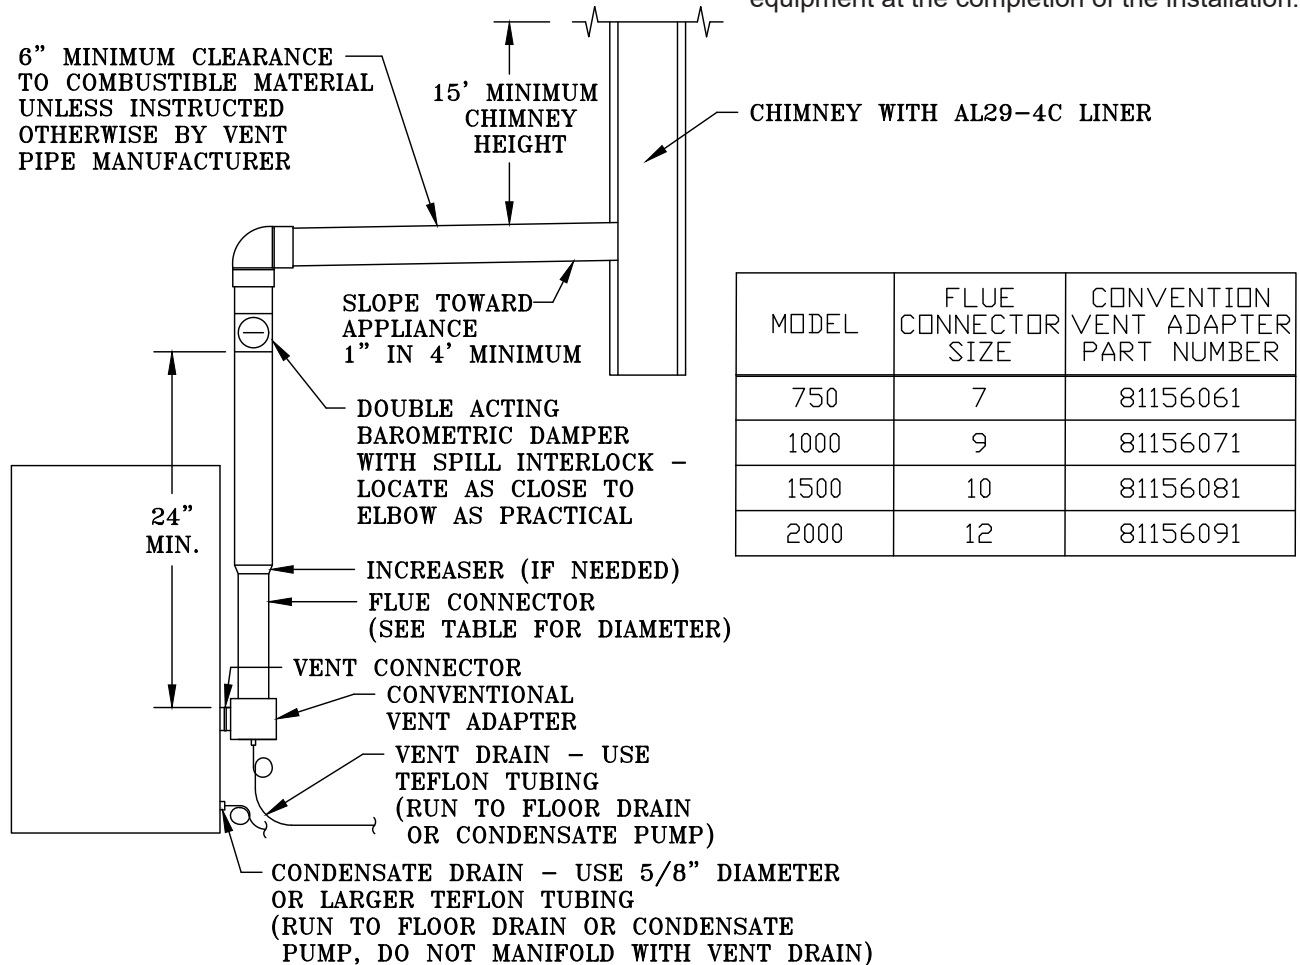 equipment at the completion of the installation.
6” MINIMUM CLEARANCE
TO COMBUSTIBLE MATERIAL
UNLESS INSTRUCTED
OTHERWISE BY VENT
PIPE MANUFACTURER
15’ MINIMUM
CHIMNEY
HEIGHT
CHIMNEY WITH AL29-4C LINER
SLOPE TOWARD
APPLIANCE
1” IN 4’ MINIMUM
MODEL FLUE CONNECTOR SIZE CONVENTION VENT ADAPTER PART NUMBER
750 7 81156061
1000 9 81156071
1500 10 81156081
2000 12 81156091
DOUBLE ACTING
BAROMETRIC DAMPER
WITH SPILL INTERLOCK –
LOCATE AS CLOSE TO
ELBOW AS PRACTICAL
24”
MIN.
INCREASER (IF NEEDED)
FLUE CONNECTOR
(SEE TABLE FOR DIAMETER)
VENT CONNECTOR
CONVENTIONAL
VENT ADAPTER
VENT DRAIN – USE
TEFLON TUBING
(RUN TO FLOOR DRAIN
OR CONDENSATE PUMP)
CONDENSATE DRAIN – USE 5/8” DIAMETER
OR LARGER TEFLON TUBING
(RUN TO FLOOR DRAIN OR CONDENSATE
PUMP, DO NOT MANIFOLD WITH VENT DRAIN)